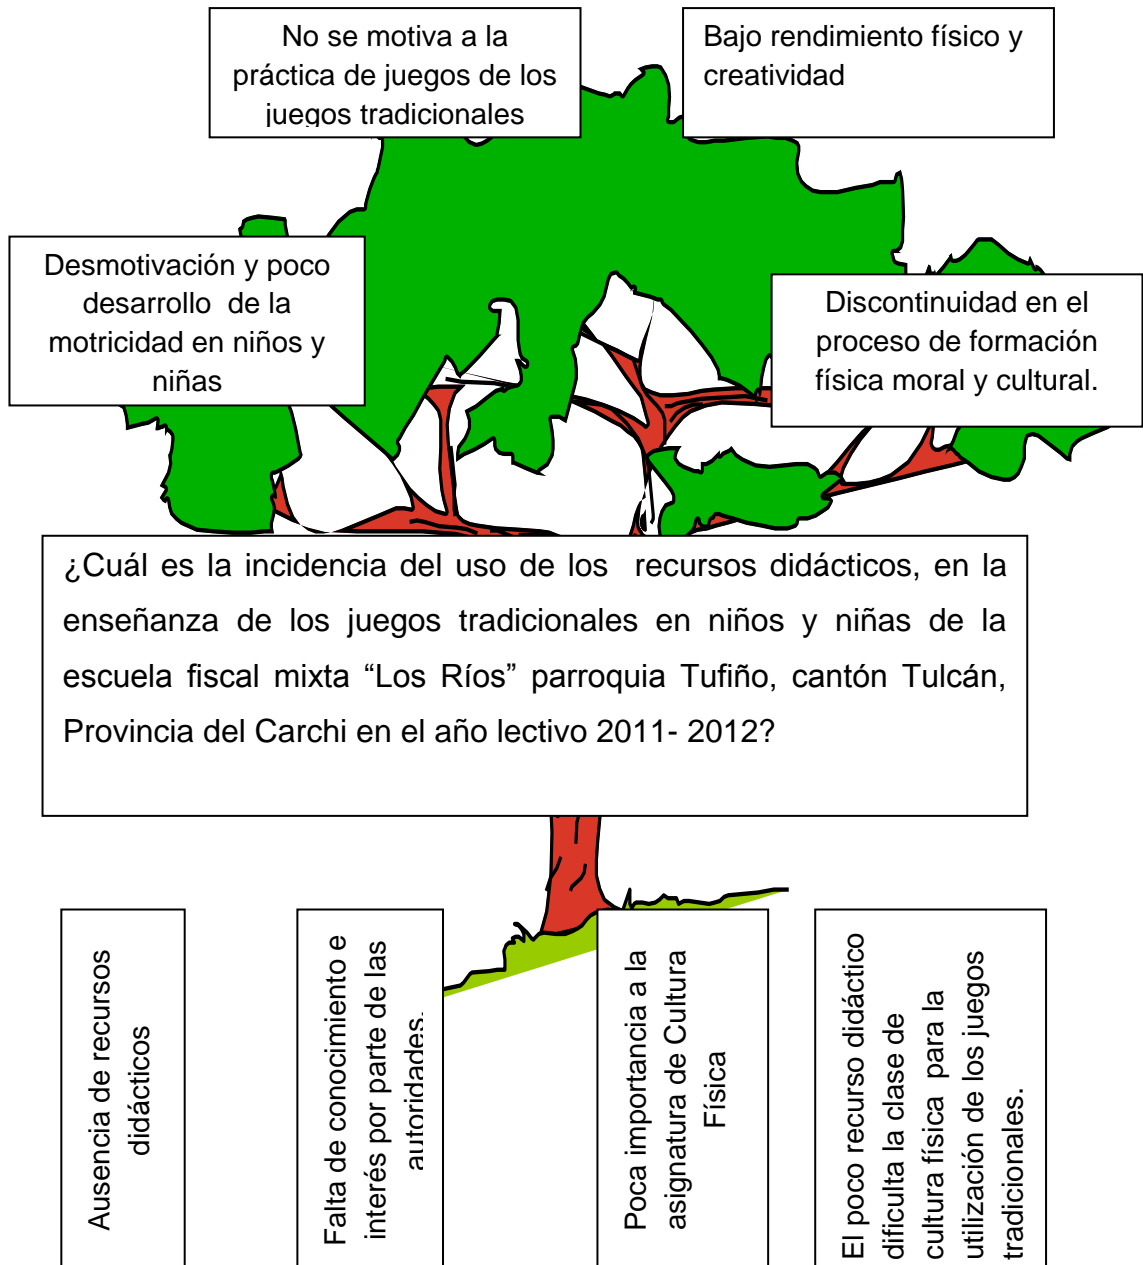 No se motiva a la
práctica de juegos de los
juegos tradicionales
Bajo rendimiento físico y
creatividad
Desmotivación y poco
desarrollo de la
motricidad en niños y
niñas
Discontinuidad en el
proceso de formación
física moral y cultural.
¿Cuál es la incidencia del uso de los recursos didácticos, en la
enseñanza de los juegos tradicionales en niños y niñas de la
escuela fiscal mixta “Los Ríos” parroquia Tufiño, cantón Tulcán,
Provincia del Carchi en el año lectivo 2011- 2012?
Ausencia de recursos
didácticos
Falta de conocimiento e
interés por parte de las
autoridades.
Poca importancia a la
asignatura de Cultura
Física
El poco recurso didáctico
dificulta la clase de
cultura física para la
utilización de los juegos
tradicionales.